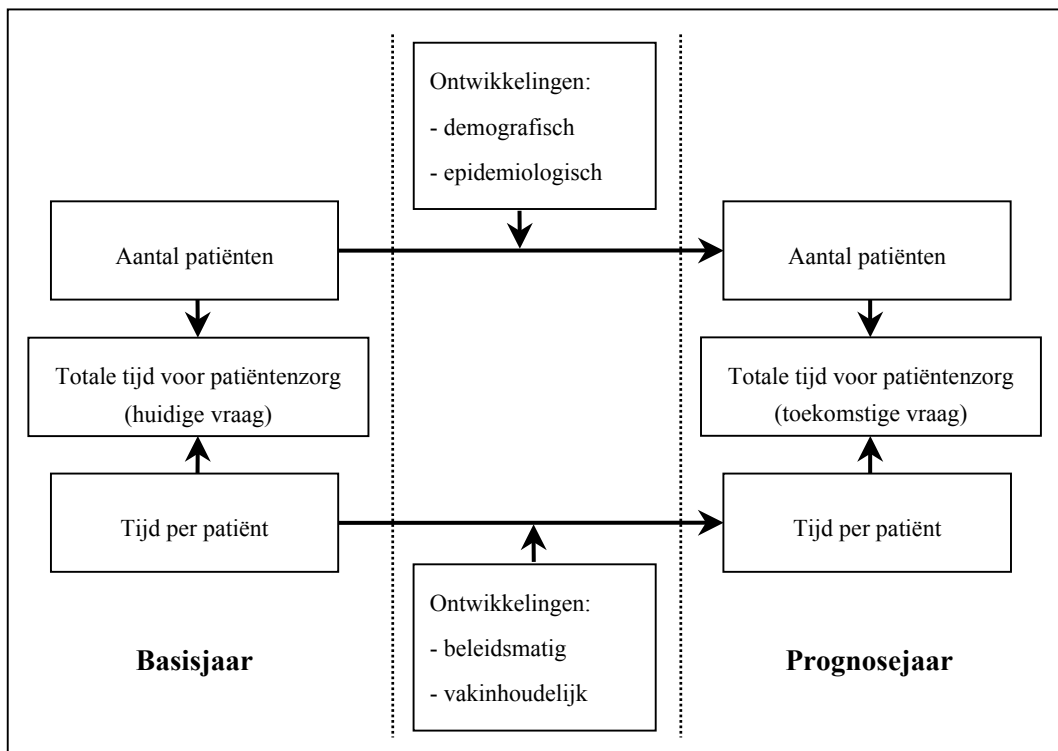 Ontwikkelingen:
- demografisch
- epidemiologisch
Aantal patiënten
Aantal patiënten
Totale tijd voor patiëntenzorg
(huidige vraag)
Totale tijd voor patiëntenzorg
(toekomstige vraag)
Tijd per patiënt
Tijd per patiënt
Ontwikkelingen:
- beleidsmatig
- vakinhoudelijk
Basisjaar
Prognosejaar